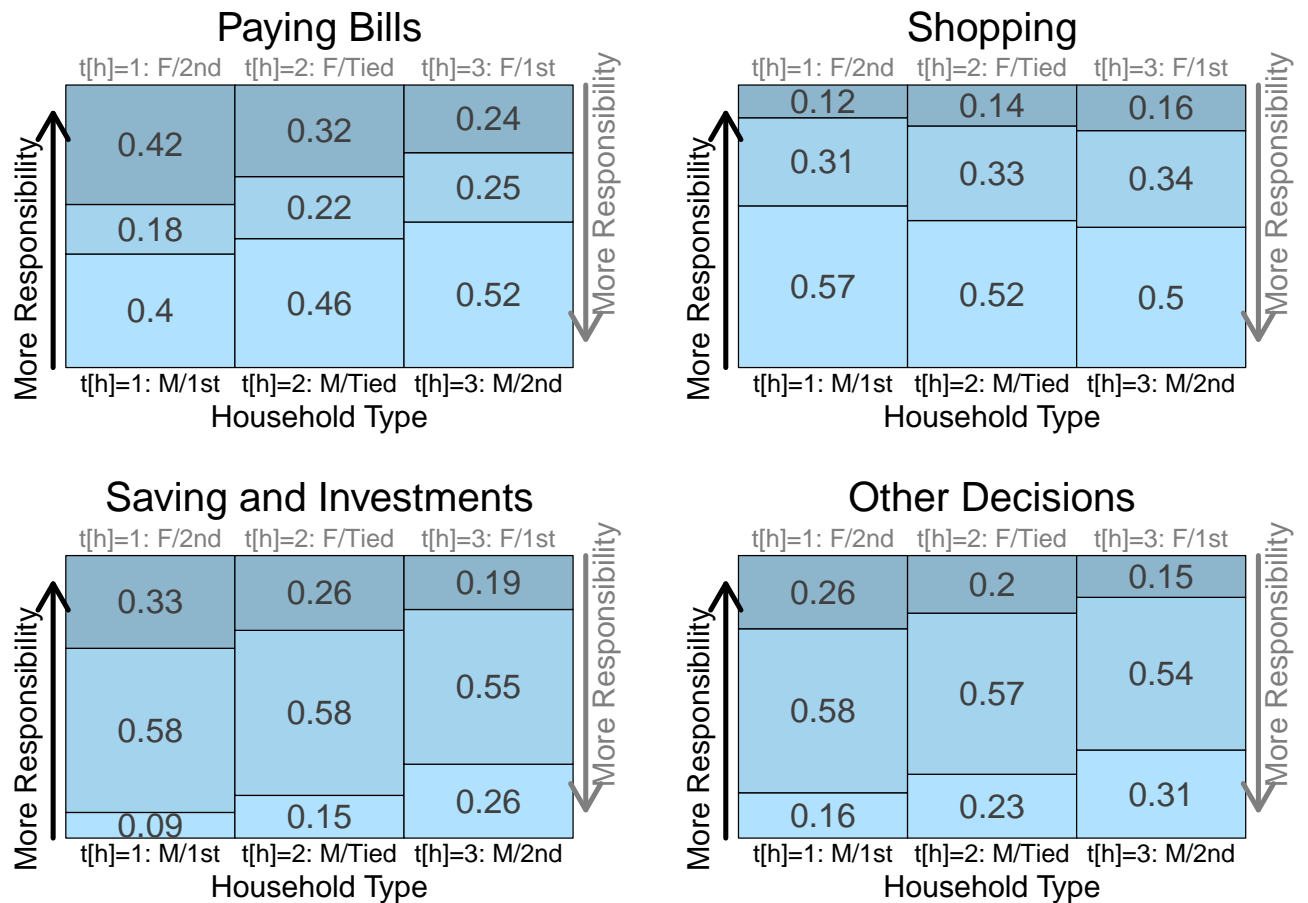 Paying Bills
t[h]=1: F/2nd t[h]=2: F/Tied t[h]=3: F/1st
More Responsibility
0.42 0.32 0.24
0.18 0.22 0.25
0.4 0.46 0.52
More Responsibility
t[h]=1: M/1st t[h]=2: M/Tied t[h]=3: M/2nd
Household Type
Shopping
t[h]=1: F/2nd t[h]=2: F/Tied t[h]=3: F/1st
More Responsibility
0.12 0.14 0.16
0.31 0.33 0.34
0.57 0.52 0.5
More Responsibility
t[h]=1: M/1st t[h]=2: M/Tied t[h]=3: M/2nd
Household Type
Saving and Investments
t[h]=1: F/2nd t[h]=2: F/Tied t[h]=3: F/1st
More Responsibility
0.33 0.26 0.19
0.58 0.58 0.55
0.09 0.15 0.26
More Responsibility
t[h]=1: M/1st t[h]=2: M/Tied t[h]=3: M/2nd
Household Type
Other Decisions
t[h]=1: F/2nd t[h]=2: F/Tied t[h]=3: F/1st
More Responsibility
0.26 0.2 0.15
0.58 0.57 0.54
0.16 0.23 0.31
More Responsibility
t[h]=1: M/1st t[h]=2: M/Tied t[h]=3: M/2nd
Household Type